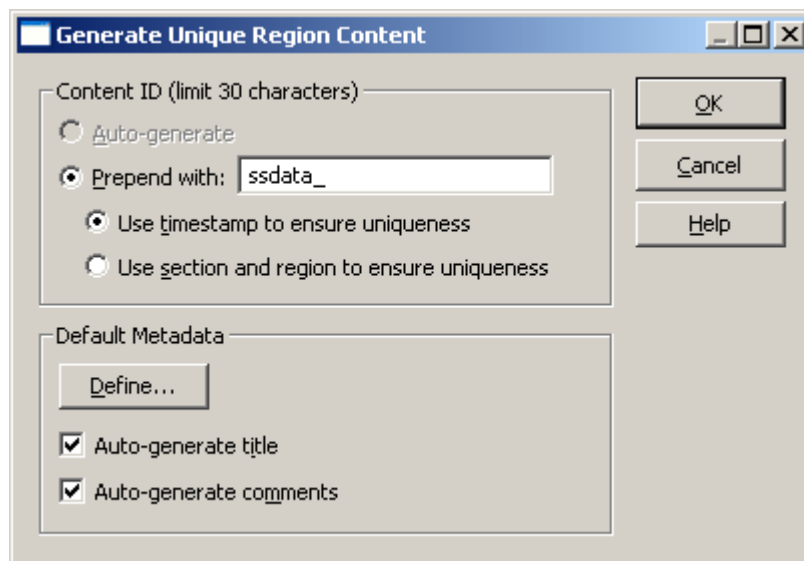 Generate Unique Region Content
Content ID (limit 30 characters)
Auto-generate
Prepend with: ssdata_
Use timestamp to ensure uniqueness
Use section and region to ensure uniqueness
OK
Cancel
Help
Default Metadata
Define...
Auto-generate title
Auto-generate comments